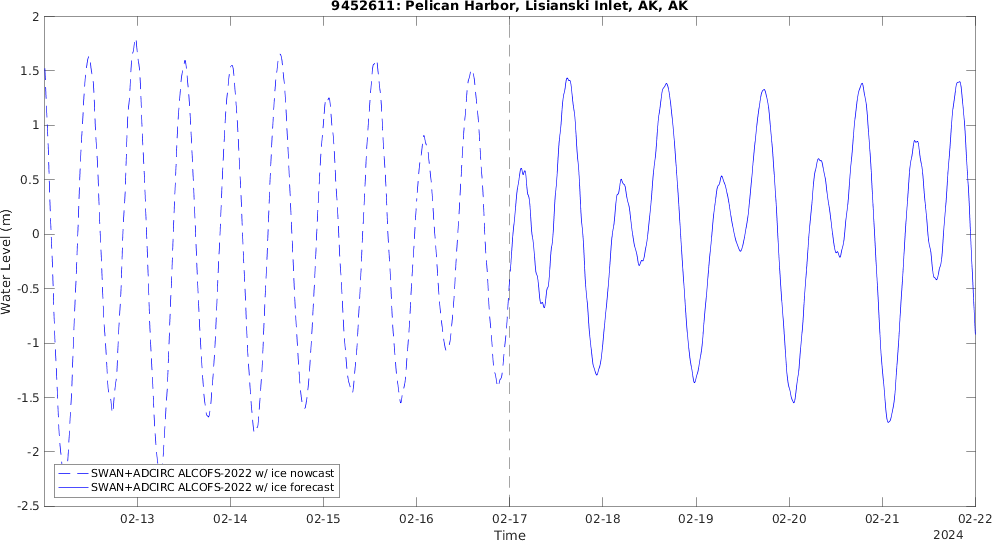 9452611: Pelican Harbor, Lisianski Inlet, AK, AK
2
1.5
1
0.5
0
-0.5
-1
-1.5
-2
-2.5
Water Level (m)
SWAN+ADCIRC ALCOFS-2022 w/ ice nowcast
SWAN+ADCIRC ALCOFS-2022 w/ ice forecast
02-13 02-14 02-15 02-16 02-17 02-18 02-19 02-20 02-21 02-22
Time
2024